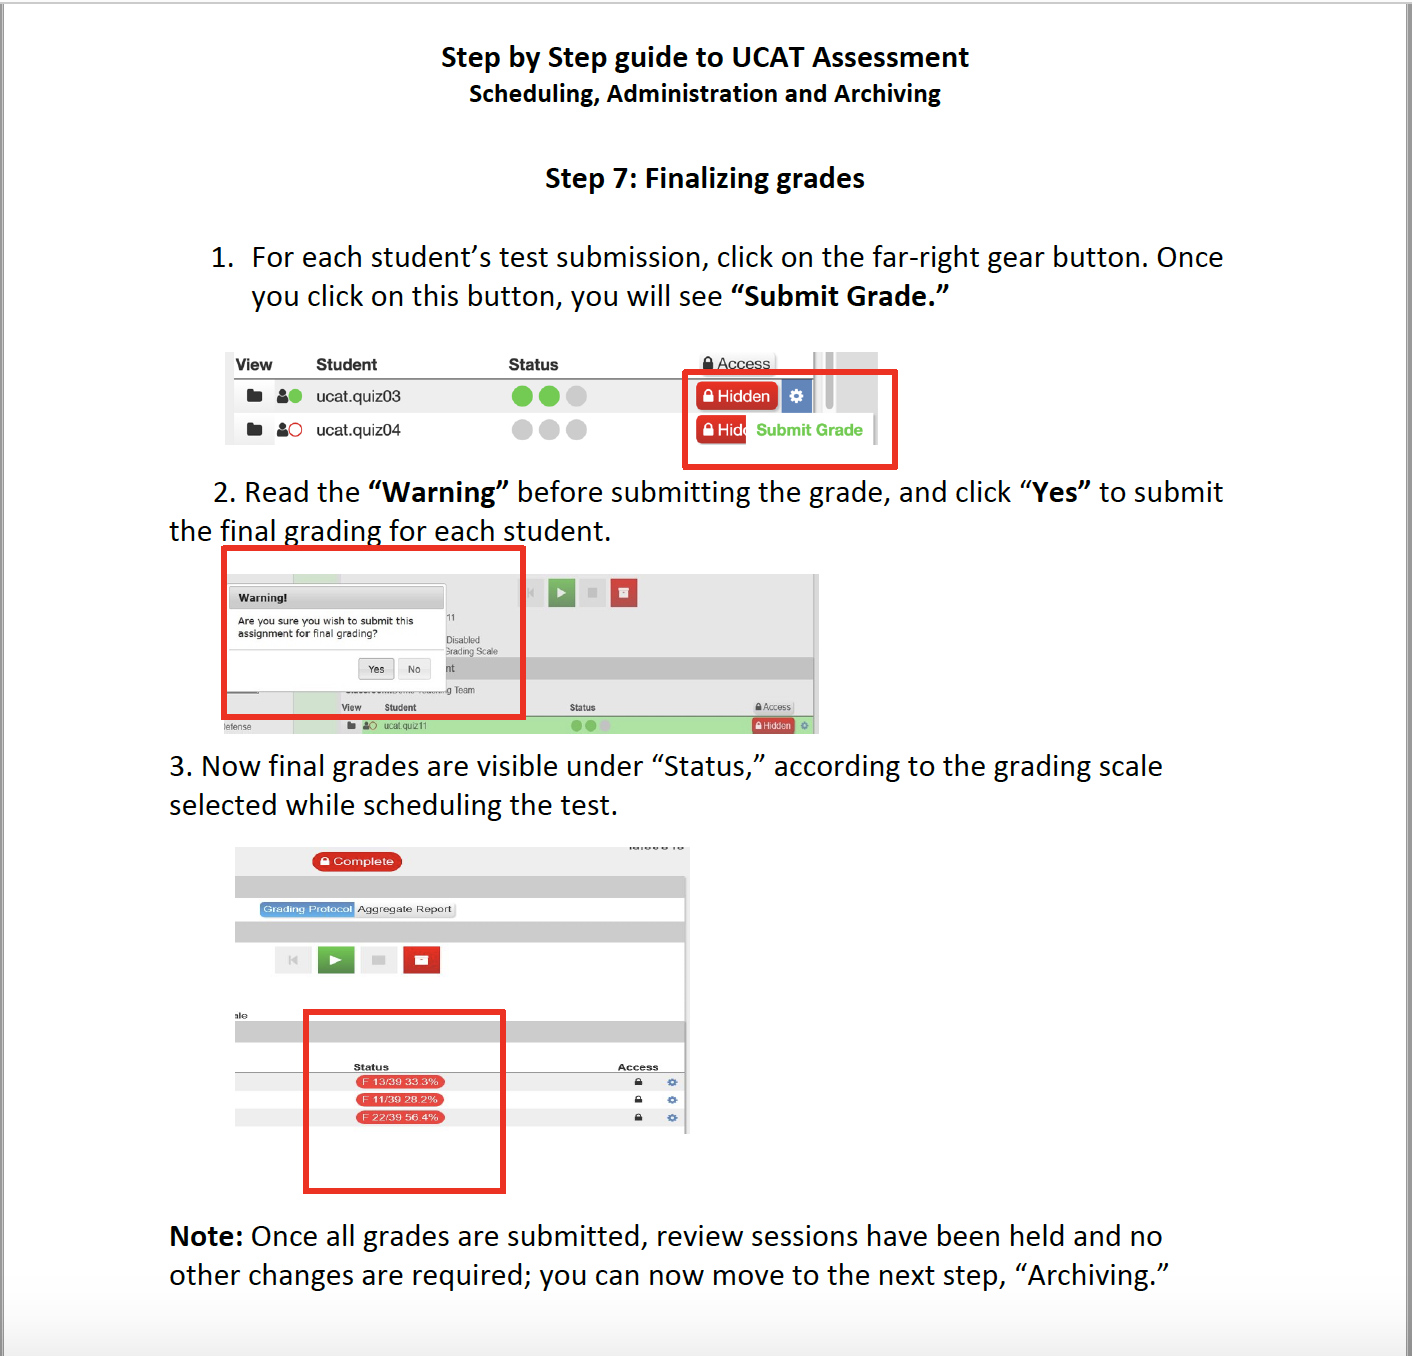 Step by Step guide to UCAT Assessment
Scheduling, Administration and Archiving
Step 7: Finalizing grades
1. For each student’s test submission, click on the far-right gear button. Once
you click on this button, you will see “Submit Grade.”
View Student Status Access
ucat.quiz03 Hidden
ucat.quiz04 Hid Submit Grade
2. Read the “Warning” before submitting the grade, and click “Yes” to submit
the final grading for each student.
Warning!
Are you sure you wish to submit this
assignment for final grading?
Yes No
11
Disabled
Grading Scale
nt
g Team
View Student Status Access
efense ucat.quiz11 Hidden
3. Now final grades are visible under “Status,” according to the grading scale
selected while scheduling the test.
Complete
Grading Protocol Aggregate Report
ale
Status Access
F 13/39 33.3%
F 11/39 28.2%
F 22/39 56.4%
Note: Once all grades are submitted, review sessions have been held and no
other changes are required; you can now move to the next step, “Archiving.”